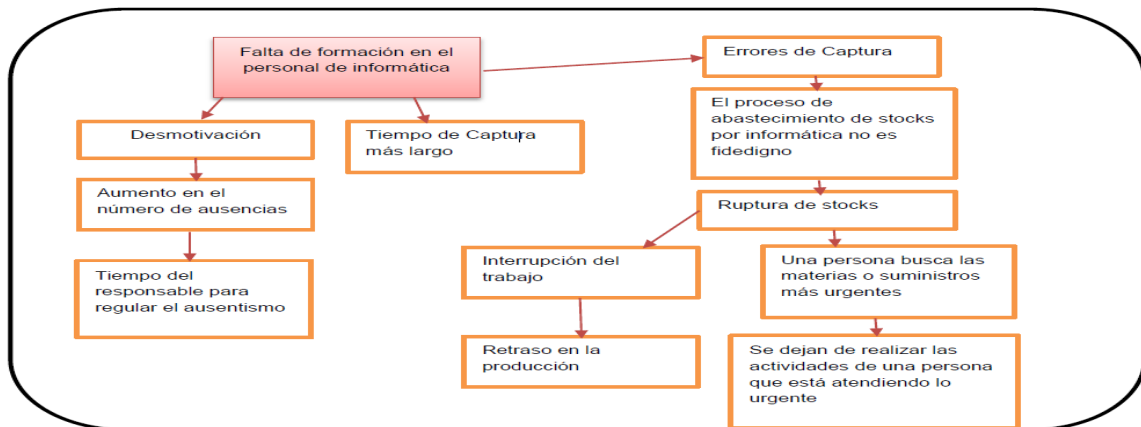 Falta de formación en el
personal de informática
Errores de Captura
Desmotivación
Tiempo de Captura
más largo
El proceso de
abastecimiento de stocks
por informática no es
fidedigno
Aumento en el
número de ausencias
Ruptura de stocks
Tiempo del
responsable para
regular el ausentismo
Interrupción del
trabajo
Una persona busca las
materias o suministros
más urgentes
Retraso en la
producción
Se dejan de realizar las
actividades de una persona
que está atendiendo lo
urgente